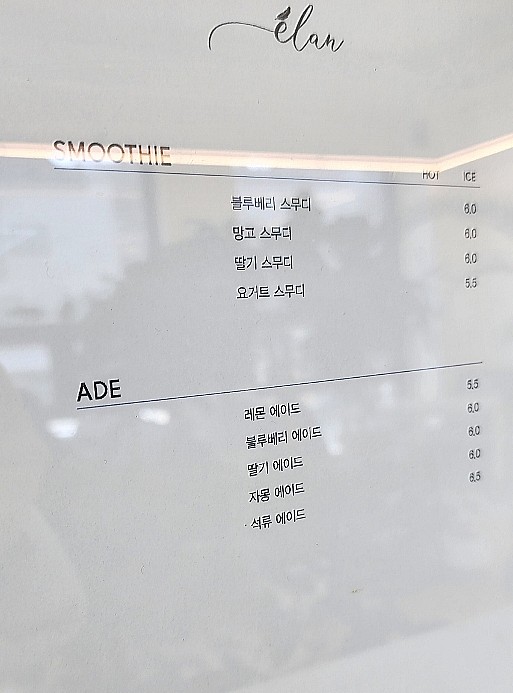 élan
SMOOTHIE
HOT ICE
블루베리 스무디 6.0
망고 스무디 6.0
딸기 스무디 6.0
요거트 스무디 5.5
ADE
레몬 에이드 5.5
블루베리 에이드 6.0
딸기 에이드 6.0
자몽 에이드 6.0
석류 에이드 6.5